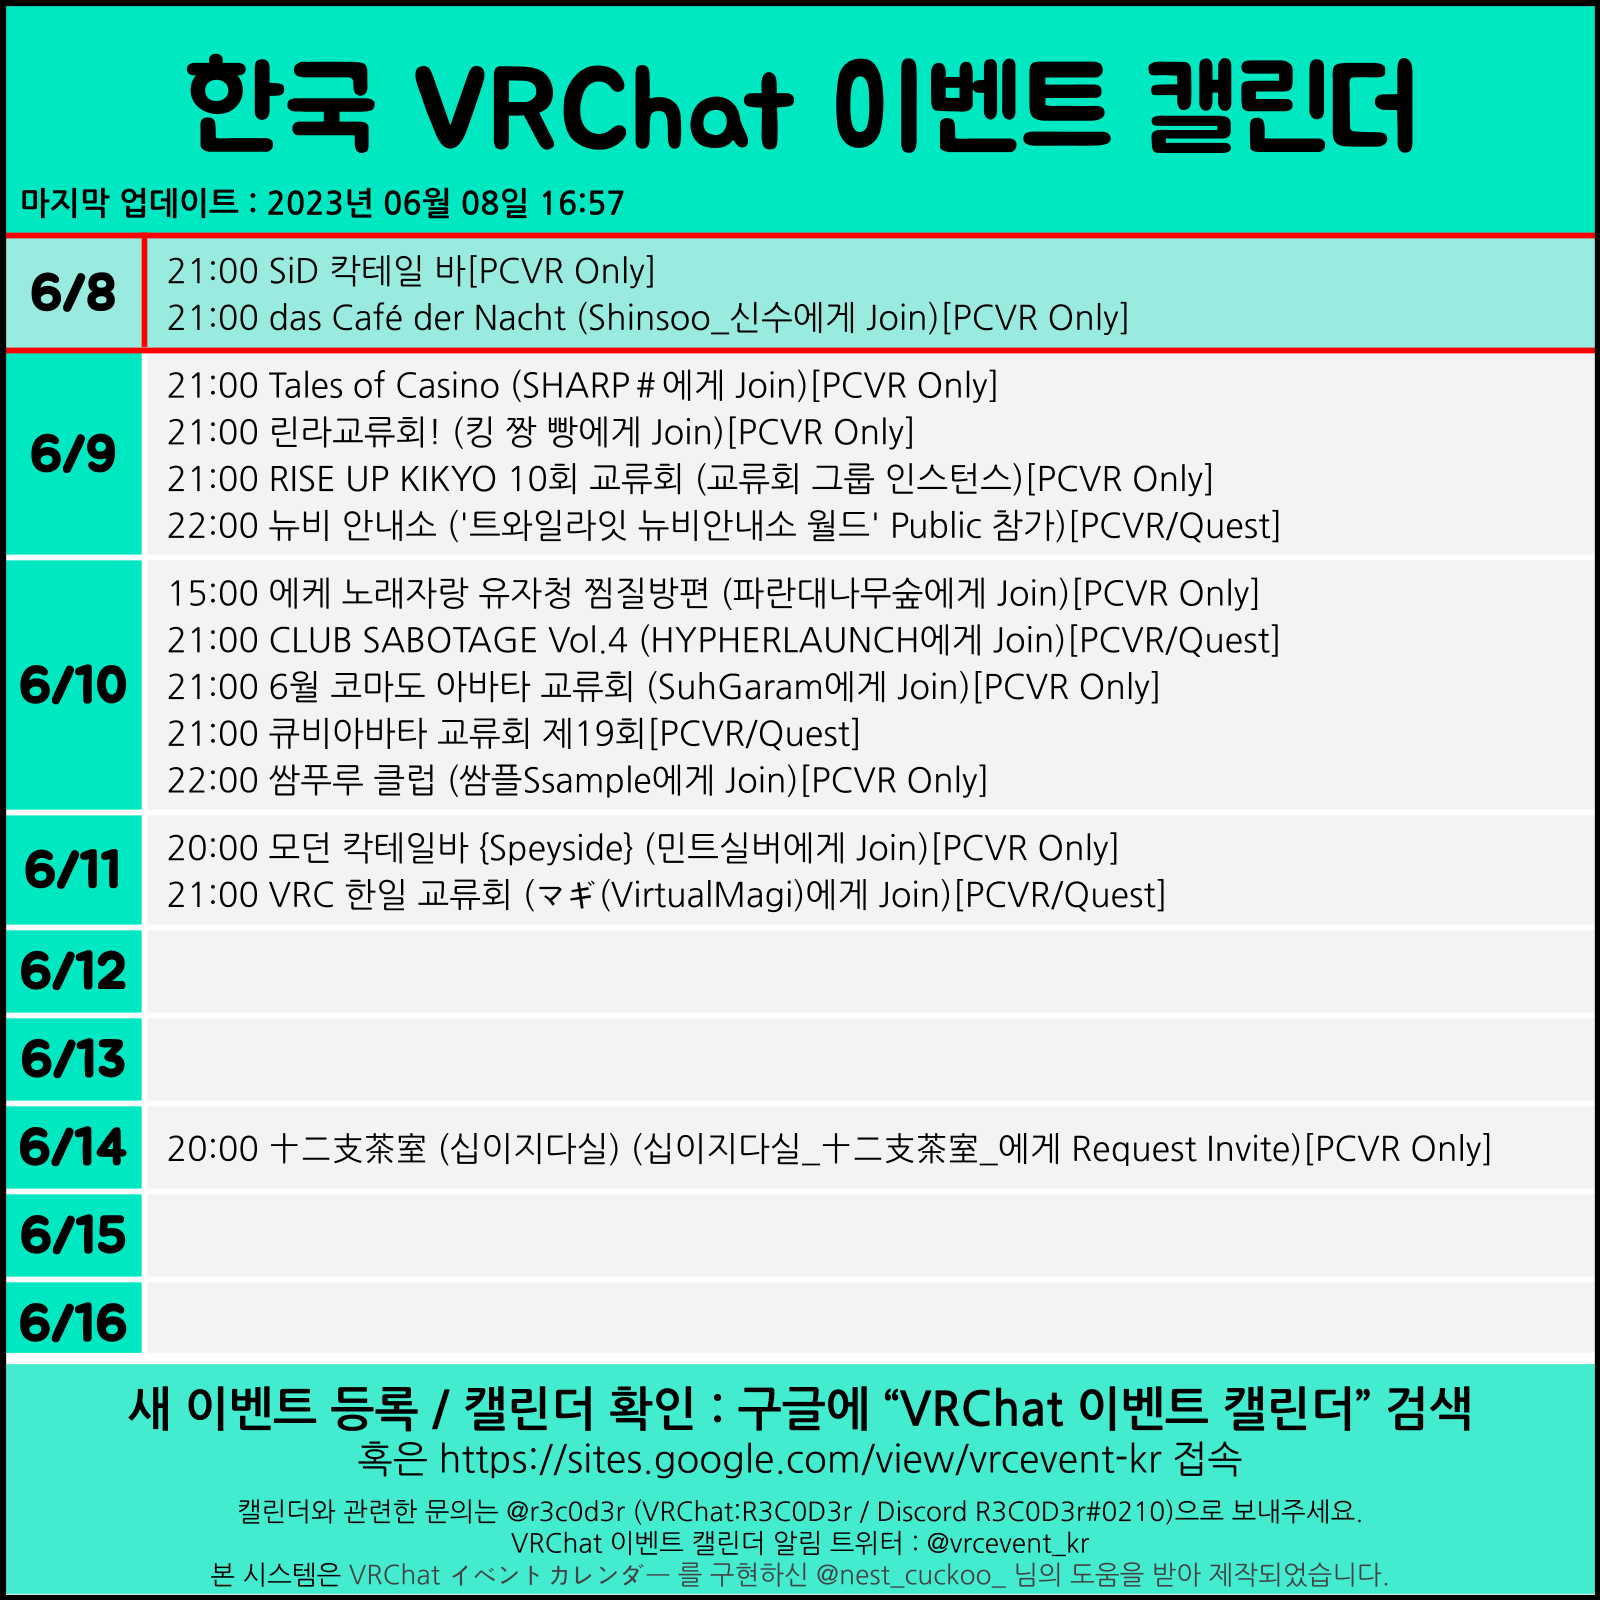 한국 VRChat 이벤트 캘린더
마지막 업데이트 : 2023년 06월 08일 16:57
6/8
21:00 SiD 칵테일 바[PCVR Only]
21:00 das Café der Nacht (Shinsoo_신수에게 Join)[PCVR Only]
6/9
21:00 Tales of Casino (SHARP＃에게 Join)[PCVR Only]
21:00 린라교류회! (킹 짱 빵에게 Join)[PCVR Only]
21:00 RISE UP KIKYO 10회 교류회 (교류회 그룹 인스턴스)[PCVR Only]
22:00 뉴비 안내소 ('트와일라잇 뉴비안내소 월드' Public 참가)[PCVR/Quest]
6/10
15:00 에케 노래자랑 유자청 찜질방편 (파란대나무숲에게 Join)[PCVR Only]
21:00 CLUB SABOTAGE Vol.4 (HYPHERLAUNCH에게 Join)[PCVR/Quest]
21:00 6월 코마도 아바타 교류회 (SuhGaram에게 Join)[PCVR Only]
21:00 큐비아바타 교류회 제19회[PCVR/Quest]
22:00 쌈푸루 클럽 (쌈플Ssample에게 Join)[PCVR Only]
6/11
20:00 모던 칵테일바 {Speyside} (민트실버에게 Join)[PCVR Only]
21:00 VRC 한일 교류회 (マギ(VirtualMagi)에게 Join)[PCVR/Quest]
6/12
6/13
6/14
20:00 十二支茶室 (십이지다실) (십이지다실_十二支茶室_에게 Request Invite)[PCVR Only]
6/15
6/16
새 이벤트 등록 / 캘린더 확인 : 구글에 “VRChat 이벤트 캘린더” 검색
혹은 https://sites.google.com/view/vrcevent-kr 접속
캘린더와 관련한 문의는 @r3c0d3r (VRChat:R3C0D3r / Discord R3C0D3r#0210)으로 보내주세요.
VRChat 이벤트 캘린더 알림 트위터 : @vrcevent_kr
본 시스템은 VRChat イベントカレンダー 를 구현하신 @nest_cuckoo_ 님의 도움을 받아 제작되었습니다.